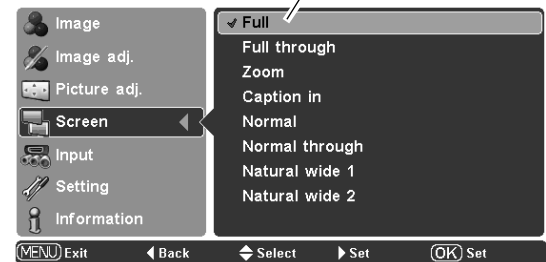 Image
Image adj.
Picture adj.
Screen
Input
Setting
Information
Full
Full through
Zoom
Caption in
Normal
Normal through
Natural wide 1
Natural wide 2
MENU Exit Back Select Set OK Set